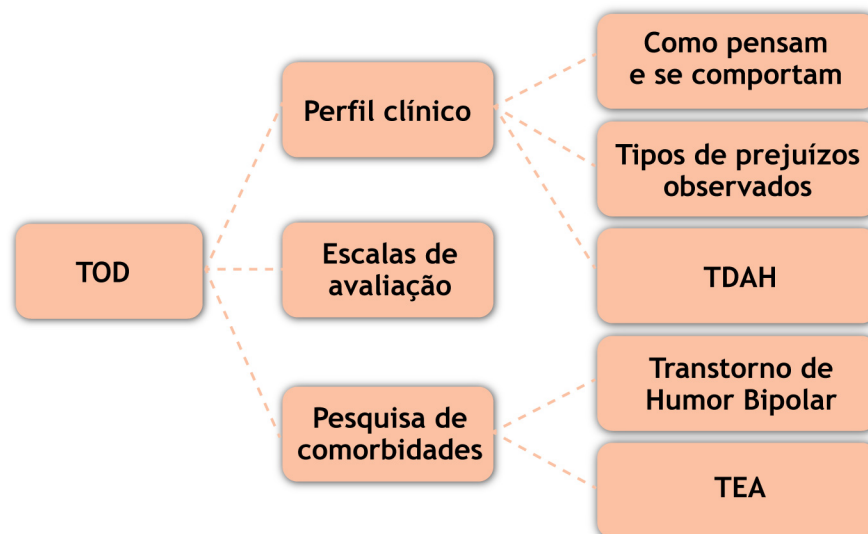 TOD
Perfil clínico
Escalas de
avaliação
Pesquisa de
comorbidades
Como pensam
e se comportam
Tipos de prejuízos
observados
TDAH
Transtorno de
Humor Bipolar
TEA